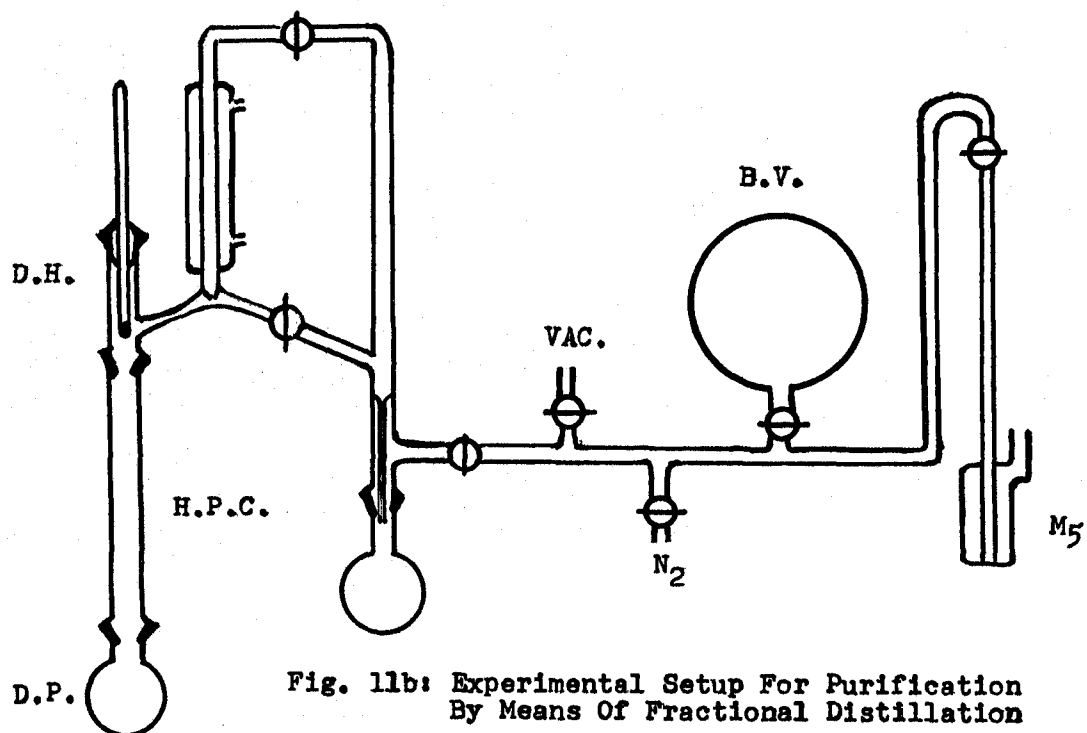 B.V.
D.H.
VAC.
H.P.C.
M5
N2
D.P.
Fig. 11b: Experimental Setup For Purification
By Means Of Fractional Distillation